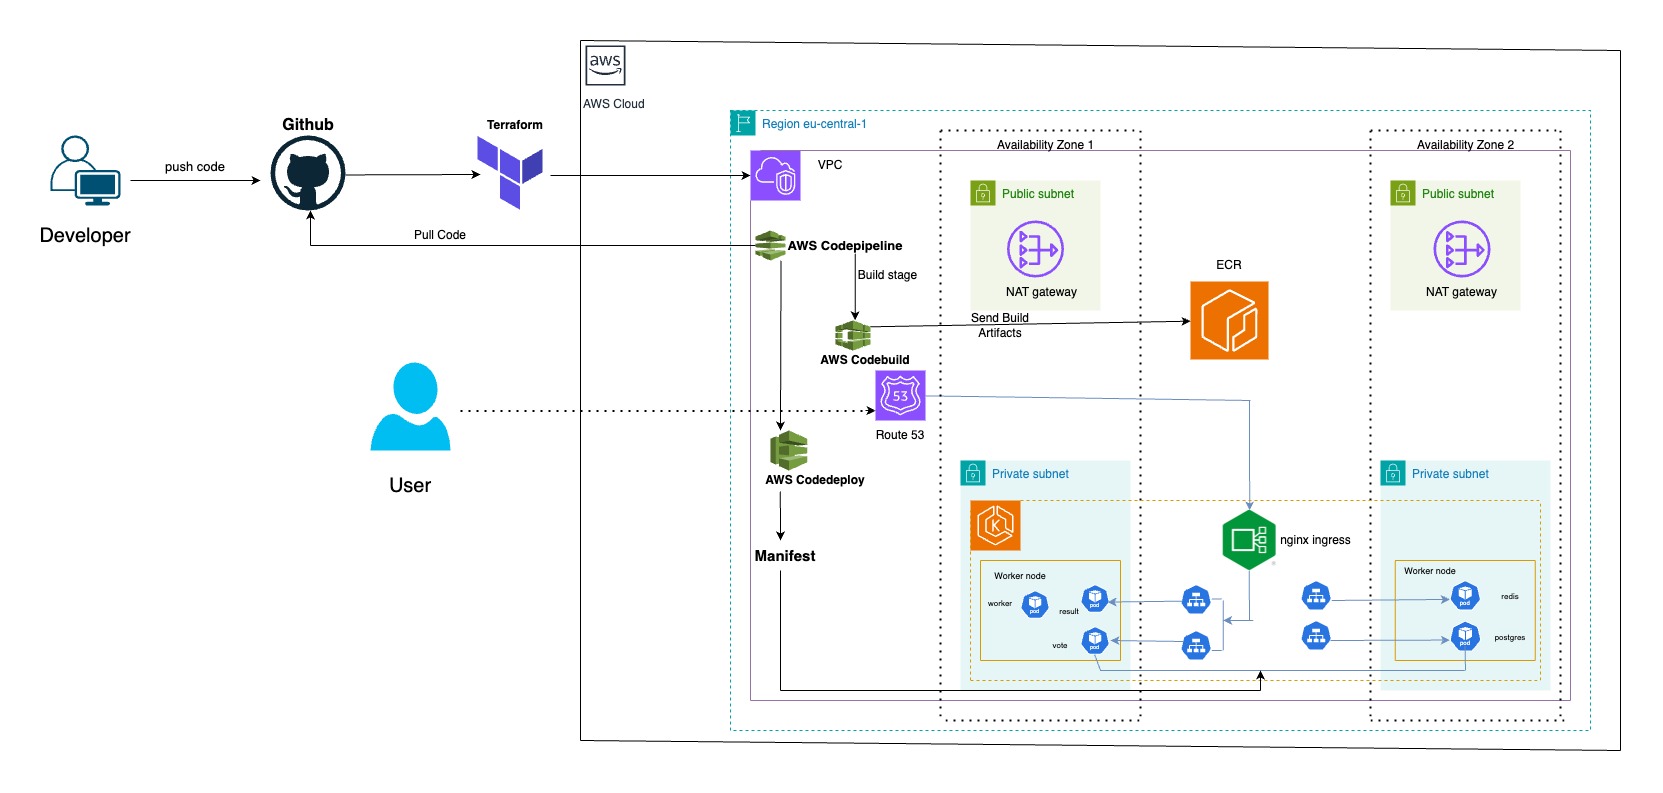 aws
AWS Cloud
Region eu-central-1
Availability Zone 1
Availability Zone 2
Github
Terraform
VPC
push code
Public subnet
Public subnet
Developer
Pull Code
AWS Codepipeline
Build stage
NAT gateway
NAT gateway
ECR
Send Build
Artifacts
AWS Codebuild
53
Route 53
User
AWS Codedeploy
Private subnet
Private subnet
K
nginx ingress
Manifest
Worker node
Worker node
worker
pod
result
pod
pod
redis
vote
pod
pod
postgres